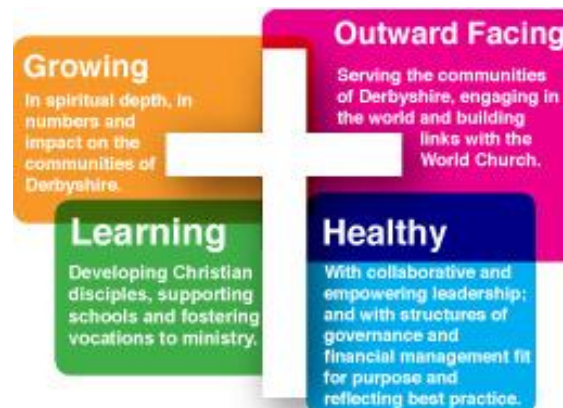 Growing
In spiritual depth, in
numbers and
impact on the
communities of
Derbyshire.
Outward Facing
Serving the communities
of Derbyshire, engaging in
the world and building
links with the
World Church.
Learning
Developing Christian
disciples, supporting
schools and fostering
vocations to ministry.
Healthy
With collaborative and
empowering leadership;
and with structures of
governance and
financial management fit
for purpose and
reflecting best practice.